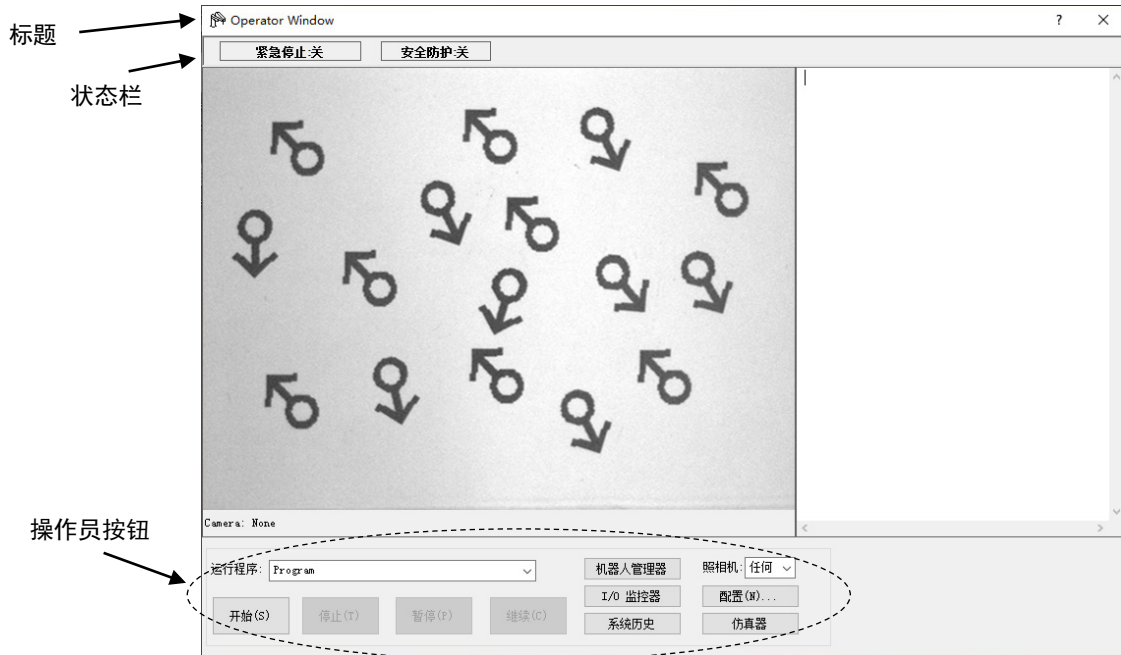 标题
Operator Window
? ×
状态栏
紧急停止:关 安全防护:关
Camera: None
操作员按钮
运行程序: Program
机器人管理器
照相机: 任何
I/O 监控器
配置(N)...
开始(S) 停止(T) 暂停(P) 继续(C)
系统历史
仿真器